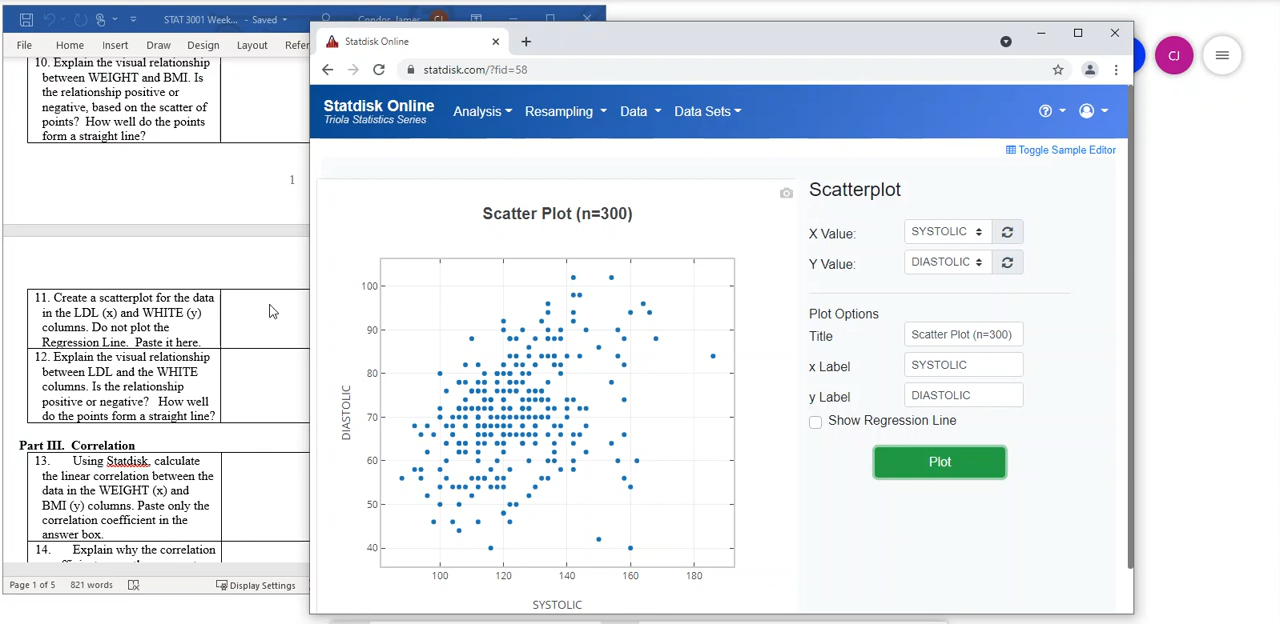 STAT 3001 Week... - Saved
Condor, James
CJ
File Home Insert Draw Design Layout Refer
10. Explain the visual relationship
between WEIGHT and BMI. Is
the relationship positive or
negative, based on the scatter of
points? How well do the points
form a straight line?
1
11. Create a scatterplot for the data
in the LDL (x) and WHITE (y)
columns. Do not plot the
Regression Line. Paste it here.
12. Explain the visual relationship
between LDL and the WHITE
columns. Is the relationship
positive or negative? How well
do the points form a straight line?
Part III. Correlation
13. Using Statdisk, calculate
the linear correlation between the
data in the WEIGHT (x) and
BMI (y) columns. Paste only the
correlation coefficient in the
answer box.
14. Explain why the correlation
Page 1 of 5 821 words Display Settings
Statdisk Online
statdisk.com/?fid=58
Statdisk Online
Triola Statistics Series
Analysis Resampling Data Data Sets
Toggle Sample Editor
Scatter Plot (n=300)
DIASTOLIC
100
90
80
70
60
50
40
100 120 140 160 180
SYSTOLIC
Scatterplot
X Value: SYSTOLIC
Y Value: DIASTOLIC
Plot Options
Title Scatter Plot (n=300)
x Label SYSTOLIC
y Label DIASTOLIC
Show Regression Line
Plot
CJ